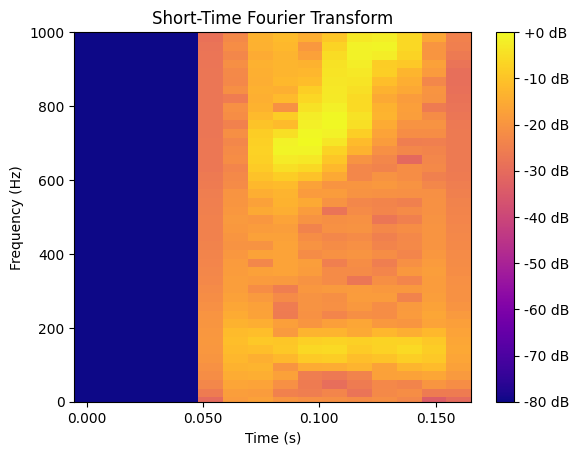 Short-Time Fourier Transform
1000
800
600
400
200
0
Frequency (Hz)
0.000
0.050
0.100
0.150
Time (s)
+0 dB
-10 dB
-20 dB
-30 dB
-40 dB
-50 dB
-60 dB
-70 dB
-80 dB